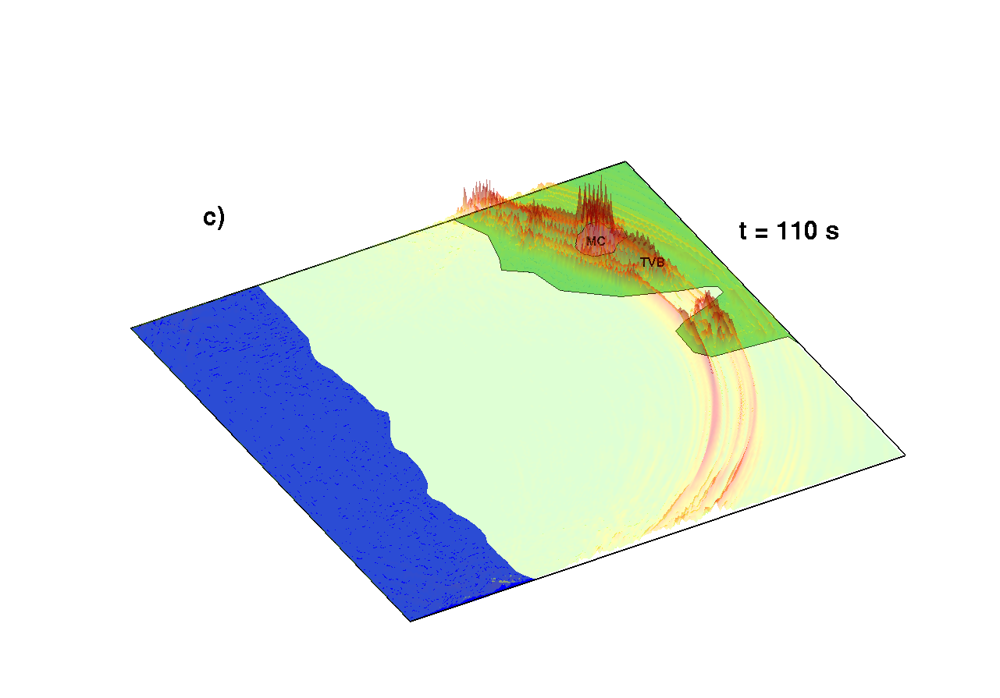 c)
t = 110 s
MC
TVB